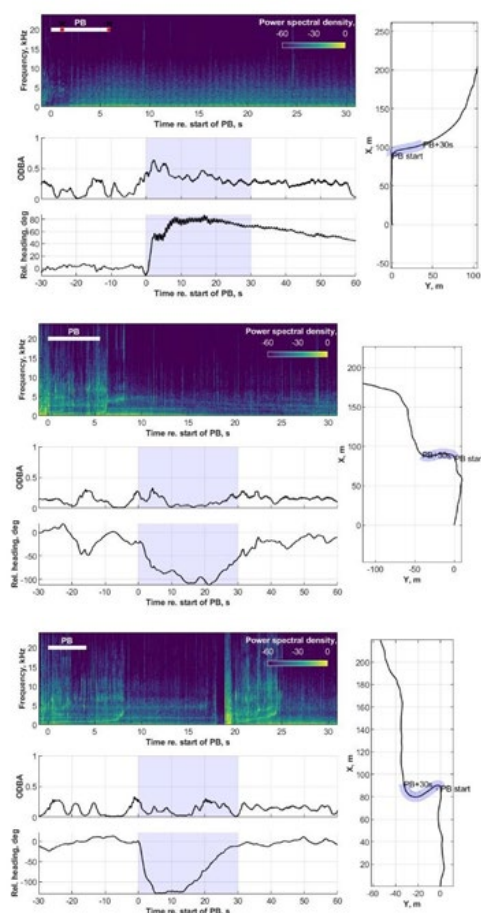 PB
Power spectral density.
-60 -30 0
Frequency, kHz
20
15
10
5
0
0 5 10 15 20 25 30
Time re. start of PB, s
ODBA
1
0.5
0
Rel. heading, deg
80
60
40
20
0
-30 -20 -10 0 10 20 30 40 50 60
Time re. start of PB, s
X, m
250
200
150
100
50
0
-50
PB+30s
PB start
0 50 100
Y, m
PB
Power spectral density.
-60 -30 0
Frequency, kHz
20
15
10
5
0
0 5 10 15 20 25 30
Time re. start of PB, s
ODBA
1
0.5
0
Rel. heading, deg
0
-50
-100
-30 -20 -10 0 10 20 30 40 50 60
Time re. start of PB, s
X, m
200
150
100
50
0
PB+30s
PB start
-100 -50 0
Y, m
PB
Power spectral density.
-60 -30 0
Frequency, kHz
20
15
10
5
0
0 5 10 15 20 25 30
Time re. start of PB, s
ODBA
1
0.5
0
Rel. heading, deg
0
-50
-100
-30 -20 -10 0 10 20 30 40 50 60
Time re. start of PB, s
X, m
200
180
160
140
120
100
80
60
40
20
0
PB+30s
PB start
-60 -40 -20 0
Y, m